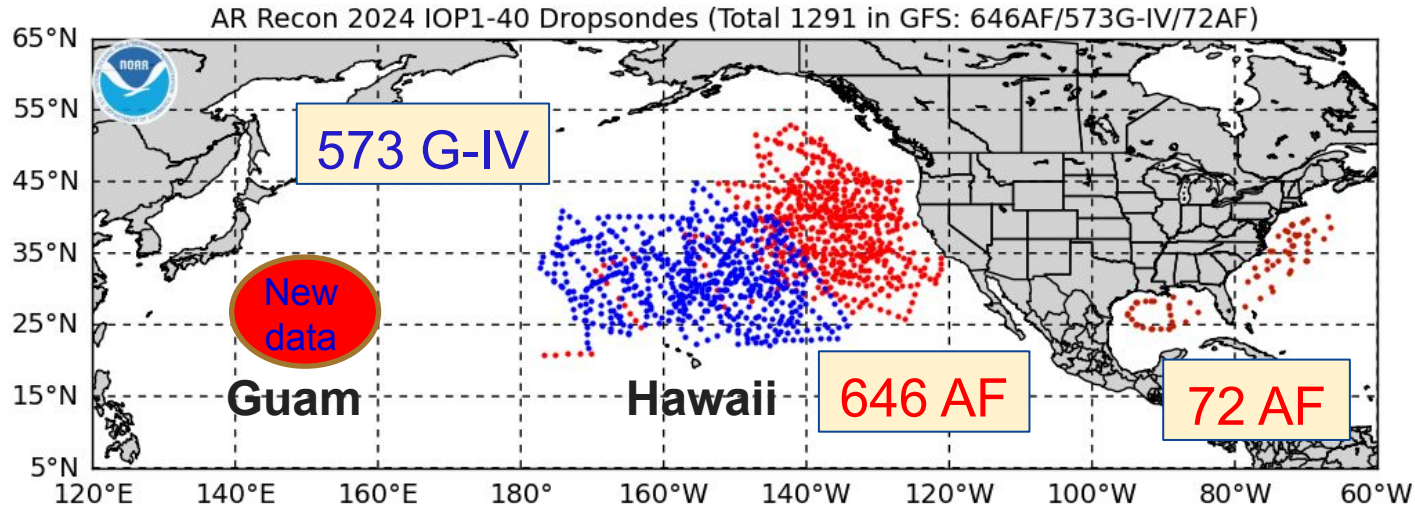 AR Recon 2024 IOP1-40 Dropsondes (Total 1291 in GFS: 646AF/573G-IV/72AF)
65°N
NOAA
55°N
573 G-IV
45°N
35°N
New
data
25°N
Guam
Hawaii
646 AF
72 AF
15°N
5°N
120°E 140°E 160°E 180° 160°W 140°W 120°W 100°W 80°W 60°W